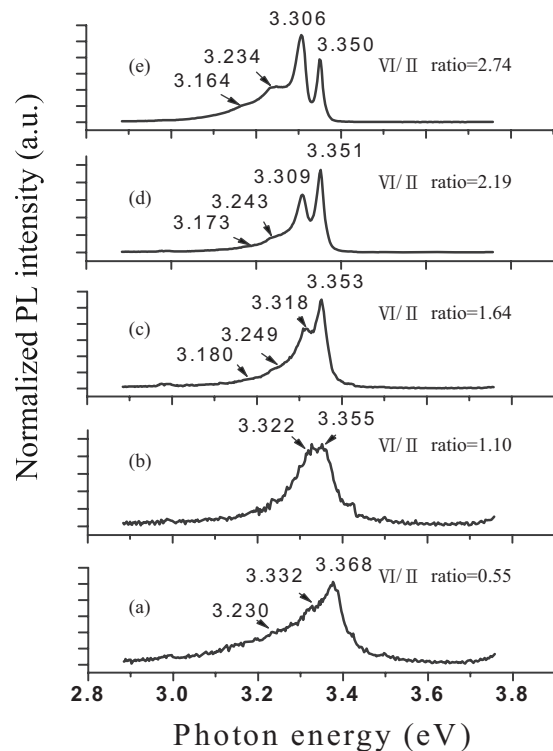 3.306
3.350
3.234
3.164
(e)
Ⅵ/Ⅱ ratio=2.74
3.351
3.309
3.243
3.173
(d)
Ⅵ/Ⅱ ratio=2.19
3.353
3.318
3.249
3.180
(c)
Ⅵ/Ⅱ ratio=1.64
3.355
3.322
(b)
Ⅵ/Ⅱ ratio=1.10
3.368
3.332
3.230
(a)
Ⅵ/Ⅱ ratio=0.55
2.8 3.0 3.2 3.4 3.6 3.8
Photon energy (eV)
Normalized PL intensity (a.u.)